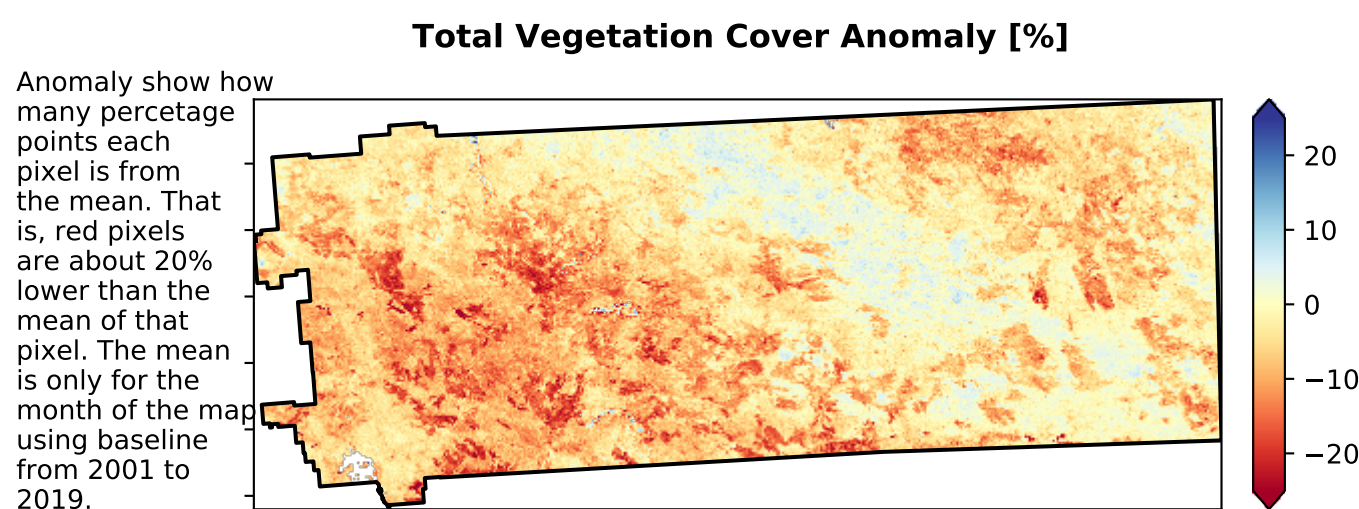 Total Vegetation Cover Anomaly [%]
Anomaly show how
many percetage
points each
pixel is from
the mean. That
is, red pixels
are about 20%
lower than the
mean of that
pixel. The mean
is only for the
month of the map
using baseline
from 2001 to
2019.
20
10
0
−10
−20